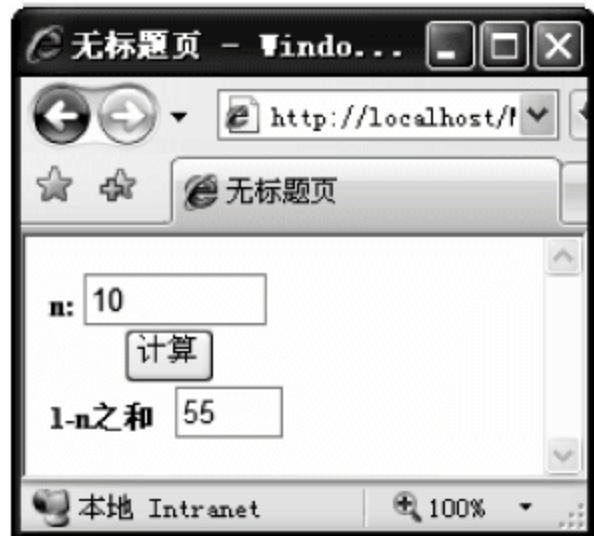 无标题页 - Windo...
http://localhost/
无标题页
n: 10
计算
1-n之和 55
本地 Intranet 100%